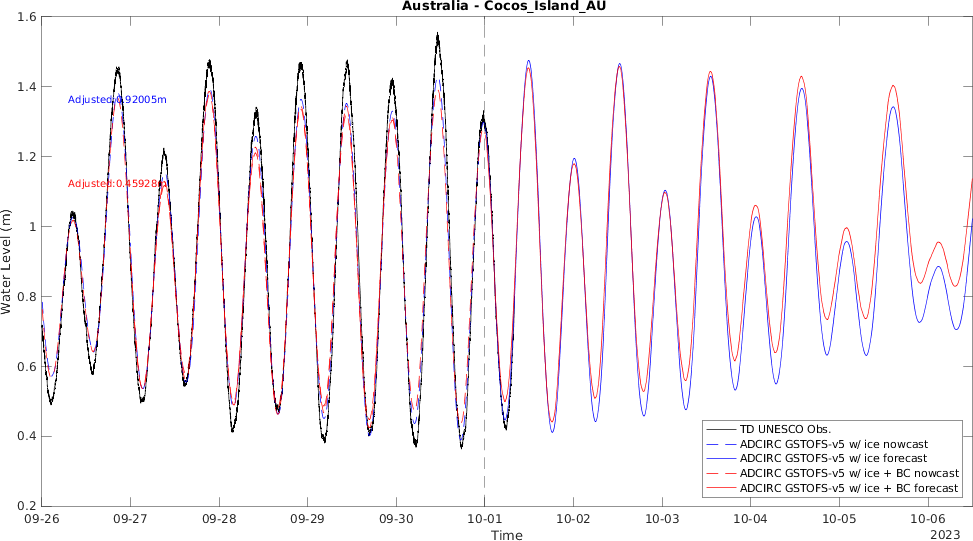 Australia - Cocos_Island_AU
1.6
1.4
1.2
1
0.8
0.6
0.4
0.2
Water Level (m)
Adjusted:0.92005m
Adjusted:0.45928m
TD UNESCO Obs.
ADCIRC GSTOFS-v5 w/ ice nowcast
ADCIRC GSTOFS-v5 w/ ice forecast
ADCIRC GSTOFS-v5 w/ ice + BC nowcast
ADCIRC GSTOFS-v5 w/ ice + BC forecast
09-26 09-27 09-28 09-29 09-30 10-01 10-02 10-03 10-04 10-05 10-06
Time
2023